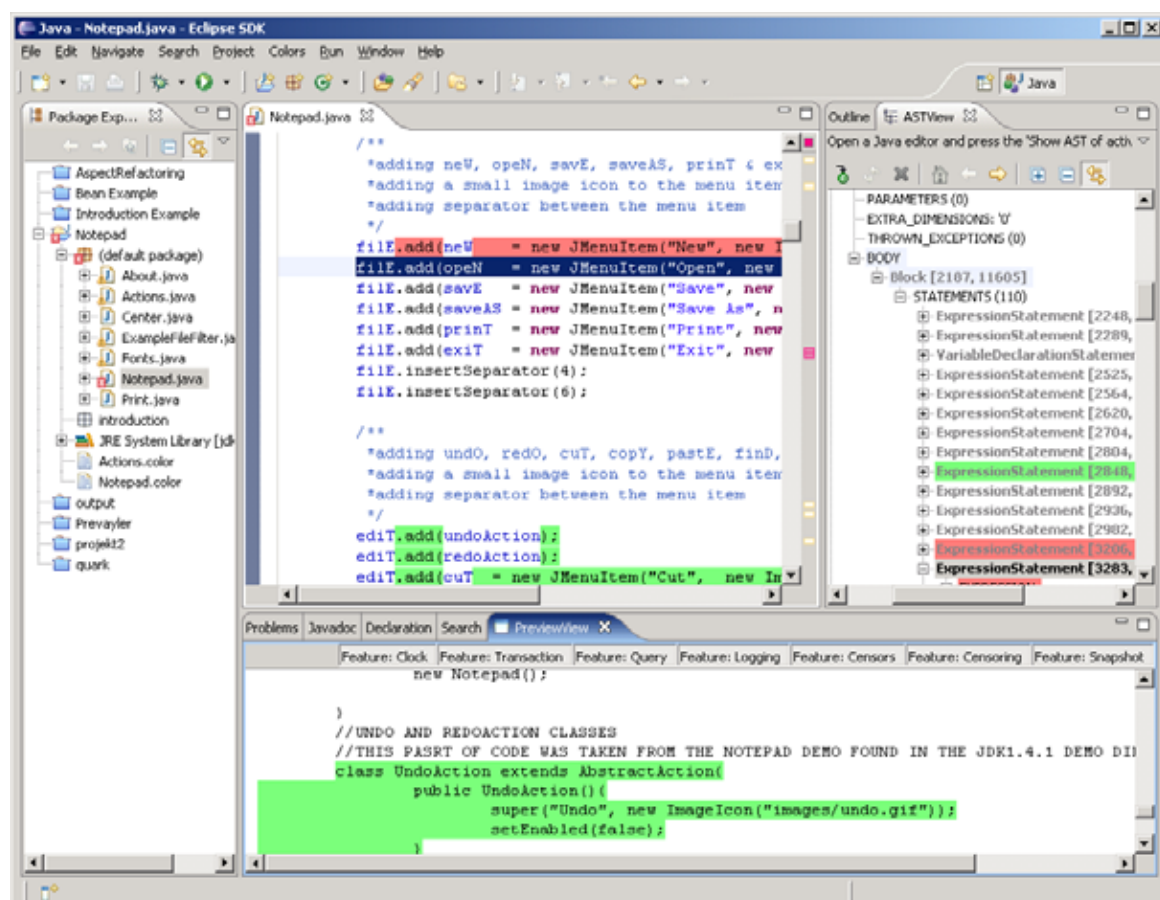 Java - Notepad.java - Eclipse SDK
File Edit Navigate Search Project Colors Run Window Help
Java
Package Exp...
AspectRefactoring
Bean Example
Introduction Example
Notepad
(default package)
About.java
Actions.java
Center.java
ExampleFileFilter.ja
Fonts.java
Notepad.java
Print.java
introduction
JRE System Library [jdk
Actions.color
Notepad.color
output
Prevayler
projekt2
quark
Notepad.java
/**
*adding neW, opeN, savE, saveAS, prinT & ex
*adding a small image icon to the menu item
*adding separator between the menu item
*/
filE.add(neW = new JMenuItem("New", new I
filE.add(opeN = new JMenuItem("Open", new
filE.add(savE = new JMenuItem("Save", new
filE.add(saveAS = new JMenuItem("Save As", n
filE.add(prinT = new JMenuItem("Print", new
filE.add(exiT = new JMenuItem("Exit", new
filE.insertSeparator(4);
filE.insertSeparator(6);
/**
*adding undO, redO, cuT, copY, pastE, finD,
*adding a small image icon to the menu item
*adding separator between the menu item
*/
ediT.add(undoAction);
ediT.add(redoAction);
ediT.add(cuT = new JMenuItem("Cut", new Im
Outline ASTView
Open a Java editor and press the 'Show AST of activ
PARAMETERS (0)
EXTRA_DIMENSIONS: '0'
THROWN_EXCEPTIONS (0)
BODY
Block [2187, 11605]
STATEMENTS (110)
ExpressionStatement [2248,
ExpressionStatement [2289,
VariableDeclarationStatemen
ExpressionStatement [2525,
ExpressionStatement [2564,
ExpressionStatement [2620,
ExpressionStatement [2704,
ExpressionStatement [2804,
ExpressionStatement [2848,
ExpressionStatement [2892,
ExpressionStatement [2936,
ExpressionStatement [2982,
ExpressionStatement [3206,
ExpressionStatement [3283,
Problems Javadoc Declaration Search PreviewView
Feature: Clock Feature: Transaction Feature: Query Feature: Logging Feature: Censors Feature: Censoring Feature: Snapshot
new Notepad();
}
//UNDO AND REDOACTION CLASSES
//THIS PASRT OF CODE WAS TAKEN FROM THE NOTEPAD DEMO FOUND IN THE JDK1.4.1 DEMO DI
class UndoAction extends AbstractAction{
public UndoAction(){
super("Undo", new ImageIcon("images/undo.gif"));
setEnabled(false);
}